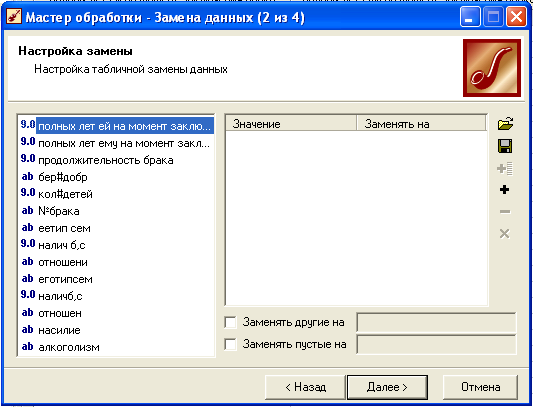 Мастер обработки - Замена данных (2 из 4)
Настройка замены
Настройка табличной замены данных
9.0 полных лет ей на момент заклю...
9.0 полных лет ему на момент закл...
9.0 продолжительность брака
ab бер#добр
9.0 кол#детей
ab №брака
ab еетип сем
9.0 налич б,с
ab отношени
ab еготипсем
9.0 наличб,с
ab отношен
ab насилие
ab алкоголизм
Значение Заменять на
Заменять другие на
Заменять пустые на
< Назад Далее > Отмена